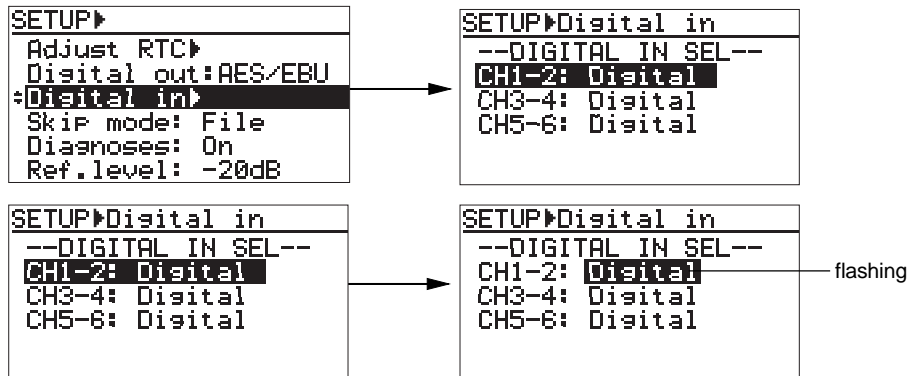 SETUP▶
Adjust RTC▶
Digital out:AES/EBU
Digital in▶
Skip mode: File
Diagnoses: On
Ref.level: -20dB
SETUP▶Digital in
--DIGITAL IN SEL--
CH1-2: Digital
CH3-4: Digital
CH5-6: Digital
SETUP▶Digital in
--DIGITAL IN SEL--
CH1-2: Digital
CH3-4: Digital
CH5-6: Digital
SETUP▶Digital in
--DIGITAL IN SEL--
CH1-2: Digital
CH3-4: Digital
CH5-6: Digital
flashing